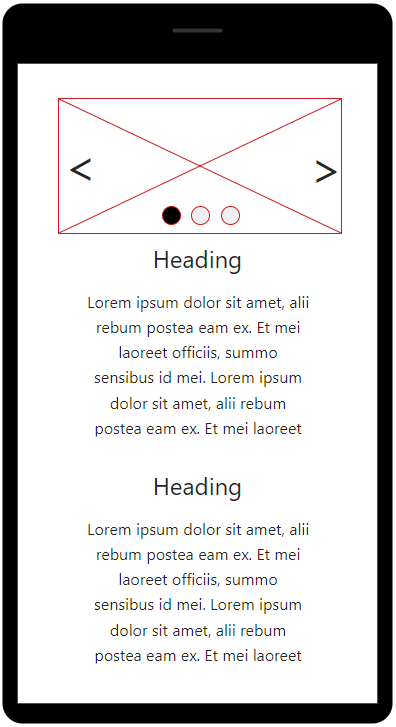 < >
Heading
Lorem ipsum dolor sit amet, alii
rebum postea eam ex. Et mei
laoreet officiis, summo
sensibus id mei. Lorem ipsum
dolor sit amet, alii rebum
postea eam ex. Et mei laoreet
Heading
Lorem ipsum dolor sit amet, alii
rebum postea eam ex. Et mei
laoreet officiis, summo
sensibus id mei. Lorem ipsum
dolor sit amet, alii rebum
postea eam ex. Et mei laoreet